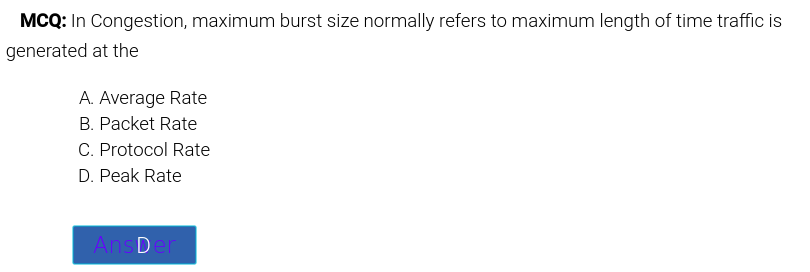 MCQ: In Congestion, maximum burst size normally refers to maximum length of time traffic is
generated at the
A. Average Rate
B. Packet Rate
C. Protocol Rate
D. Peak Rate
Answer
D